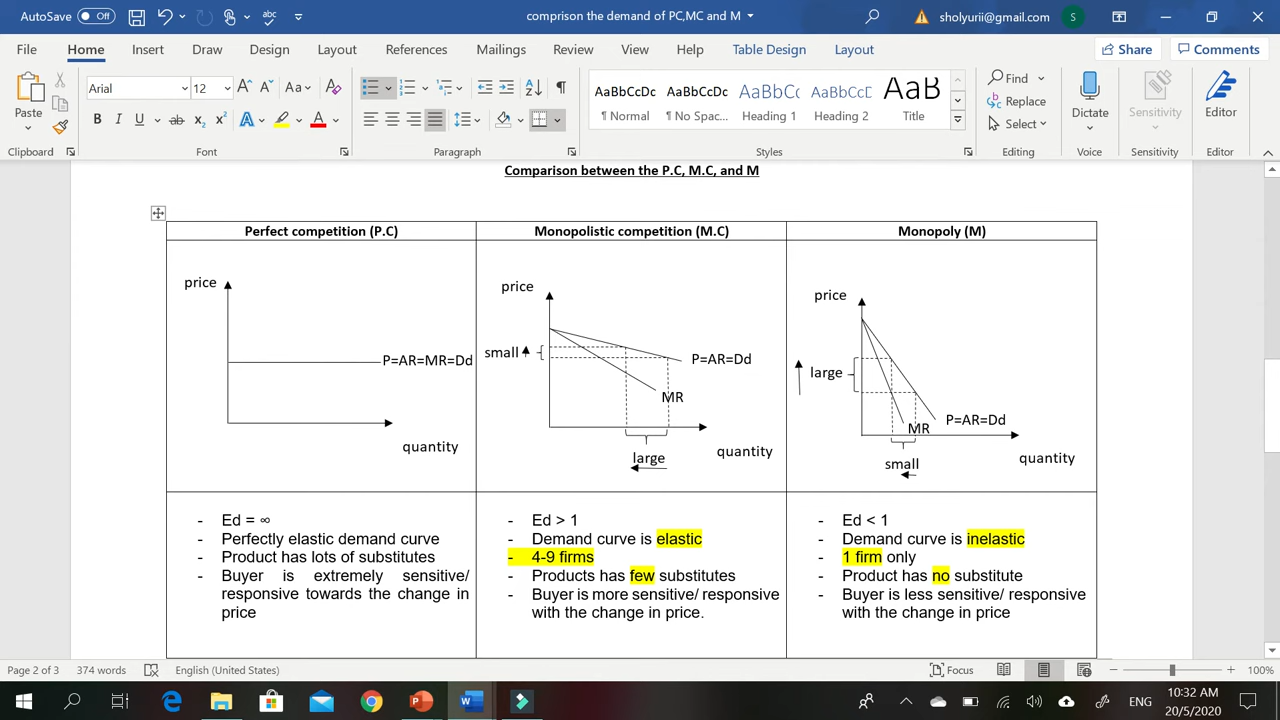 AutoSave Off
comprison the demand of PC,MC and M
sholyurii@gmail.com
S
File Home Insert Draw Design Layout References Mailings Review View Help Table Design Layout
Share Comments
Paste
Clipboard
Arial 12
Aa
B I U ab x₂ x² A A
Font
Paragraph
AaBbCcDc AaBbCcDc AaBbCc AaBbCcD AaB
¶ Normal ¶ No Spac... Heading 1 Heading 2 Title
Styles
Find
Replace
Select
Editing
Dictate
Voice
Sensitivity
Sensitivity
Editor
Editor
Comparison between the P.C, M.C, and M
Perfect competition (P.C) Monopolistic competition (M.C) Monopoly (M)
price
P=AR=MR=Dd
quantity
price
small
P=AR=Dd
MR
quantity
large
price
large
P=AR=Dd
MR
quantity
small
- Ed = ∞
- Perfectly elastic demand curve
- Product has lots of substitutes
- Buyer is extremely sensitive/
responsive towards the change in
price
- Ed > 1
- Demand curve is elastic
- 4-9 firms
- Products has few substitutes
- Buyer is more sensitive/ responsive
with the change in price.
- Ed < 1
- Demand curve is inelastic
- 1 firm only
- Product has no substitute
- Buyer is less sensitive/ responsive
with the change in price
Page 2 of 3 374 words English (United States)
Focus
100%
ENG
10:32 AM
20/5/2020